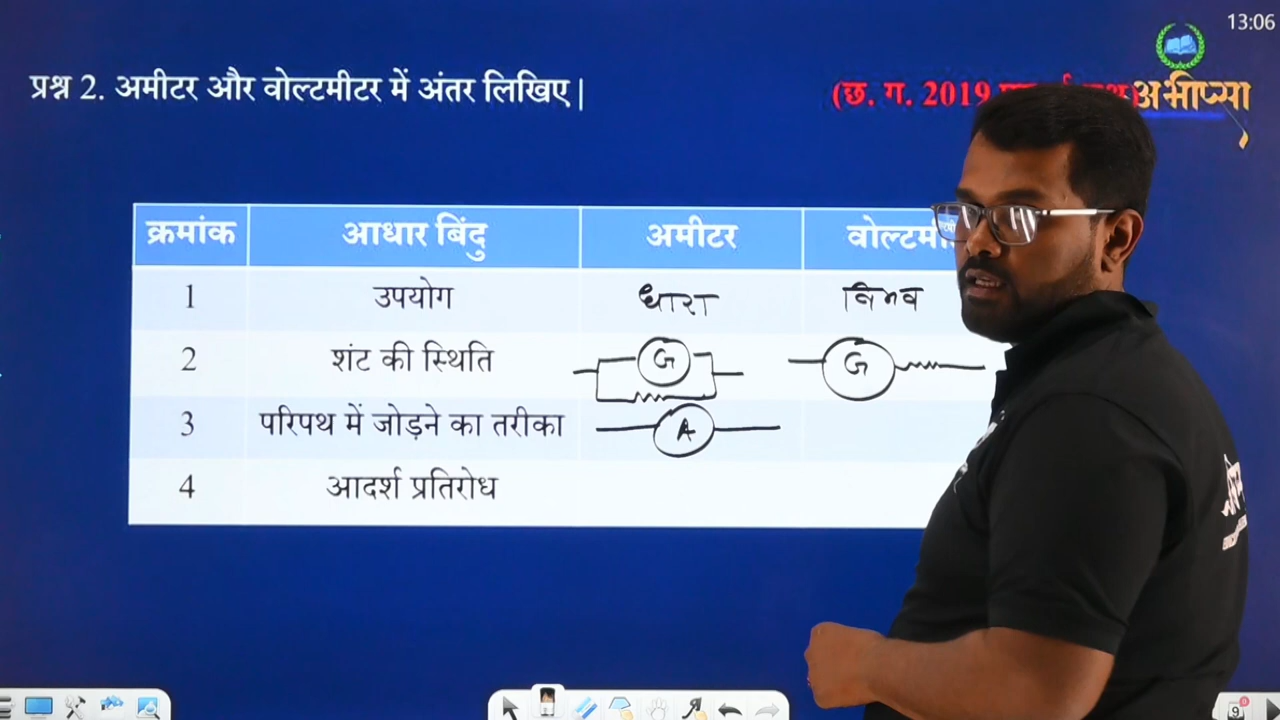 13:06
प्रश्न 2. अमीटर और वोल्टमीटर में अंतर लिखिए |
(छ. ग. 2019
अभीप्सा
क्रमांक आधार बिंदु अमीटर
1 उपयोग धारा विभव
2 शंट की स्थिति G G
3 परिपथ में जोड़ने का तरीका A
4 आदर्श प्रतिरोध
9